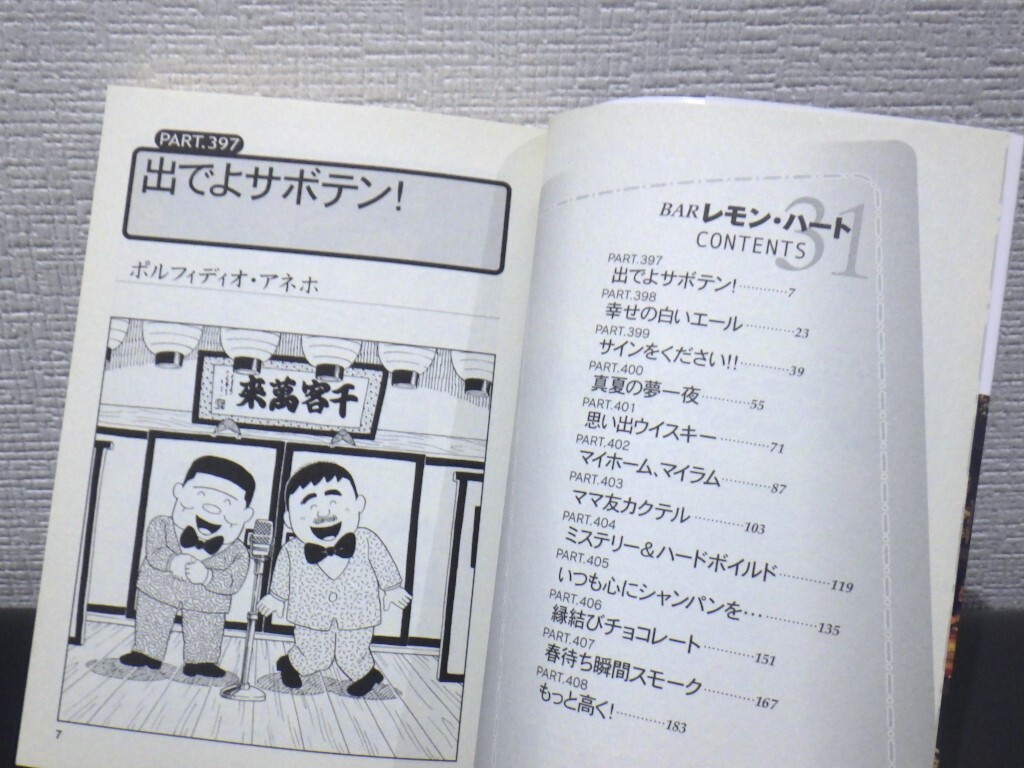 BARレモン・ハート
31
CONTENTS
PART.397
出でよサボテン!…………7
PART.398
幸せの白いエール…………23
PART.399
サインをください!!…………39
PART.400
真夏の夢一夜…………55
PART.401
思い出ウイスキー…………71
PART.402
マイホーム、マイラム…………87
PART.403
ママ友カクテル…………103
PART.404
ミステリー&ハードボイルド…………119
PART.405
いつも心にシャンパンを……………135
PART.406
縁結びチョコレート…………151
PART.407
春待ち瞬間スモーク…………167
PART.408
もっと高く!…………183
PART.397
出でよサボテン!
ポルフィディオ・アネホ
来萬客千
7